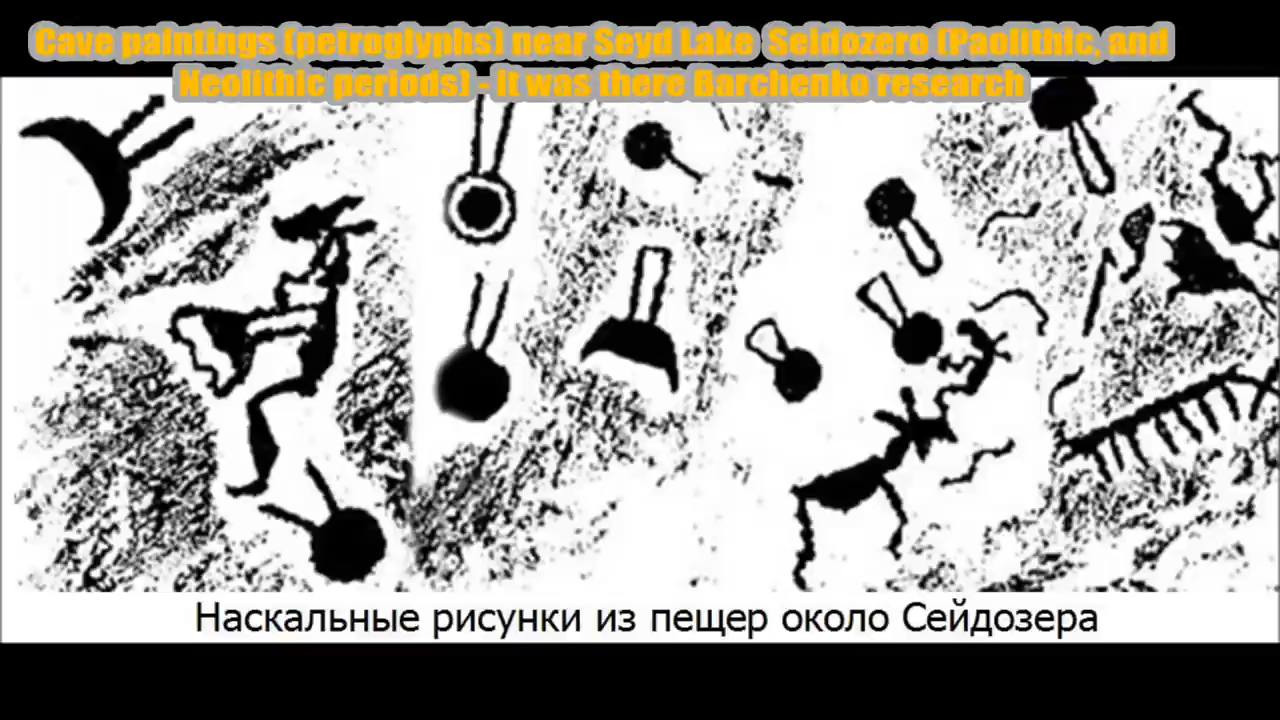 Cave paintings (petroglyphs) near Seyd Lake Seidozero (Paolithic, and
Neolithic periods) - It was there Barchenko research
Наскальные рисунки из пещер около Сейдозера